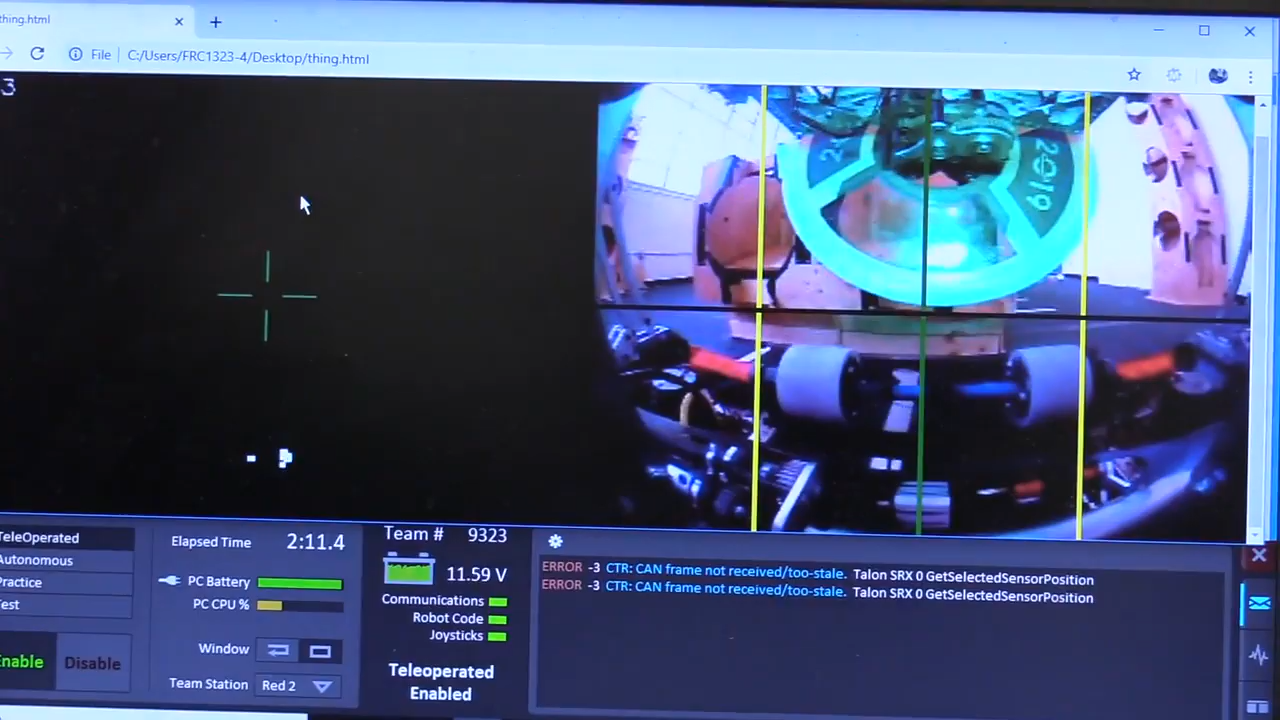 thing.html
File C:/Users/FRC1323-4/Desktop/thing.html
3
2019
TeleOperated
Autonomous
Practice
Test
Enable
Disable
Elapsed Time 2:11.4
PC Battery
PC CPU %
Window
Team Station Red 2
Team # 9323
11.59 V
Communications
Robot Code
Joysticks
Teleoperated
Enabled
ERROR -3 CTR: CAN frame not received/too-stale. Talon SRX 0 GetSelectedSensorPosition
ERROR -3 CTR: CAN frame not received/too-stale. Talon SRX 0 GetSelectedSensorPosition